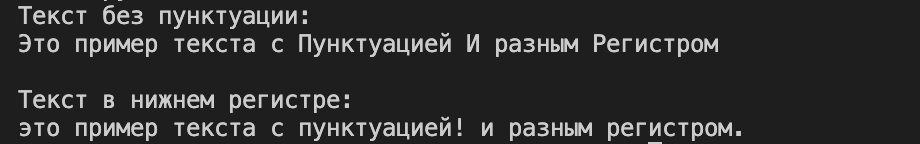 Текст без пунктуации:
Это пример текста с Пунктуацией И разным Регистром
Текст в нижнем регистре:
это пример текста с пунктуацией! и разным регистром.